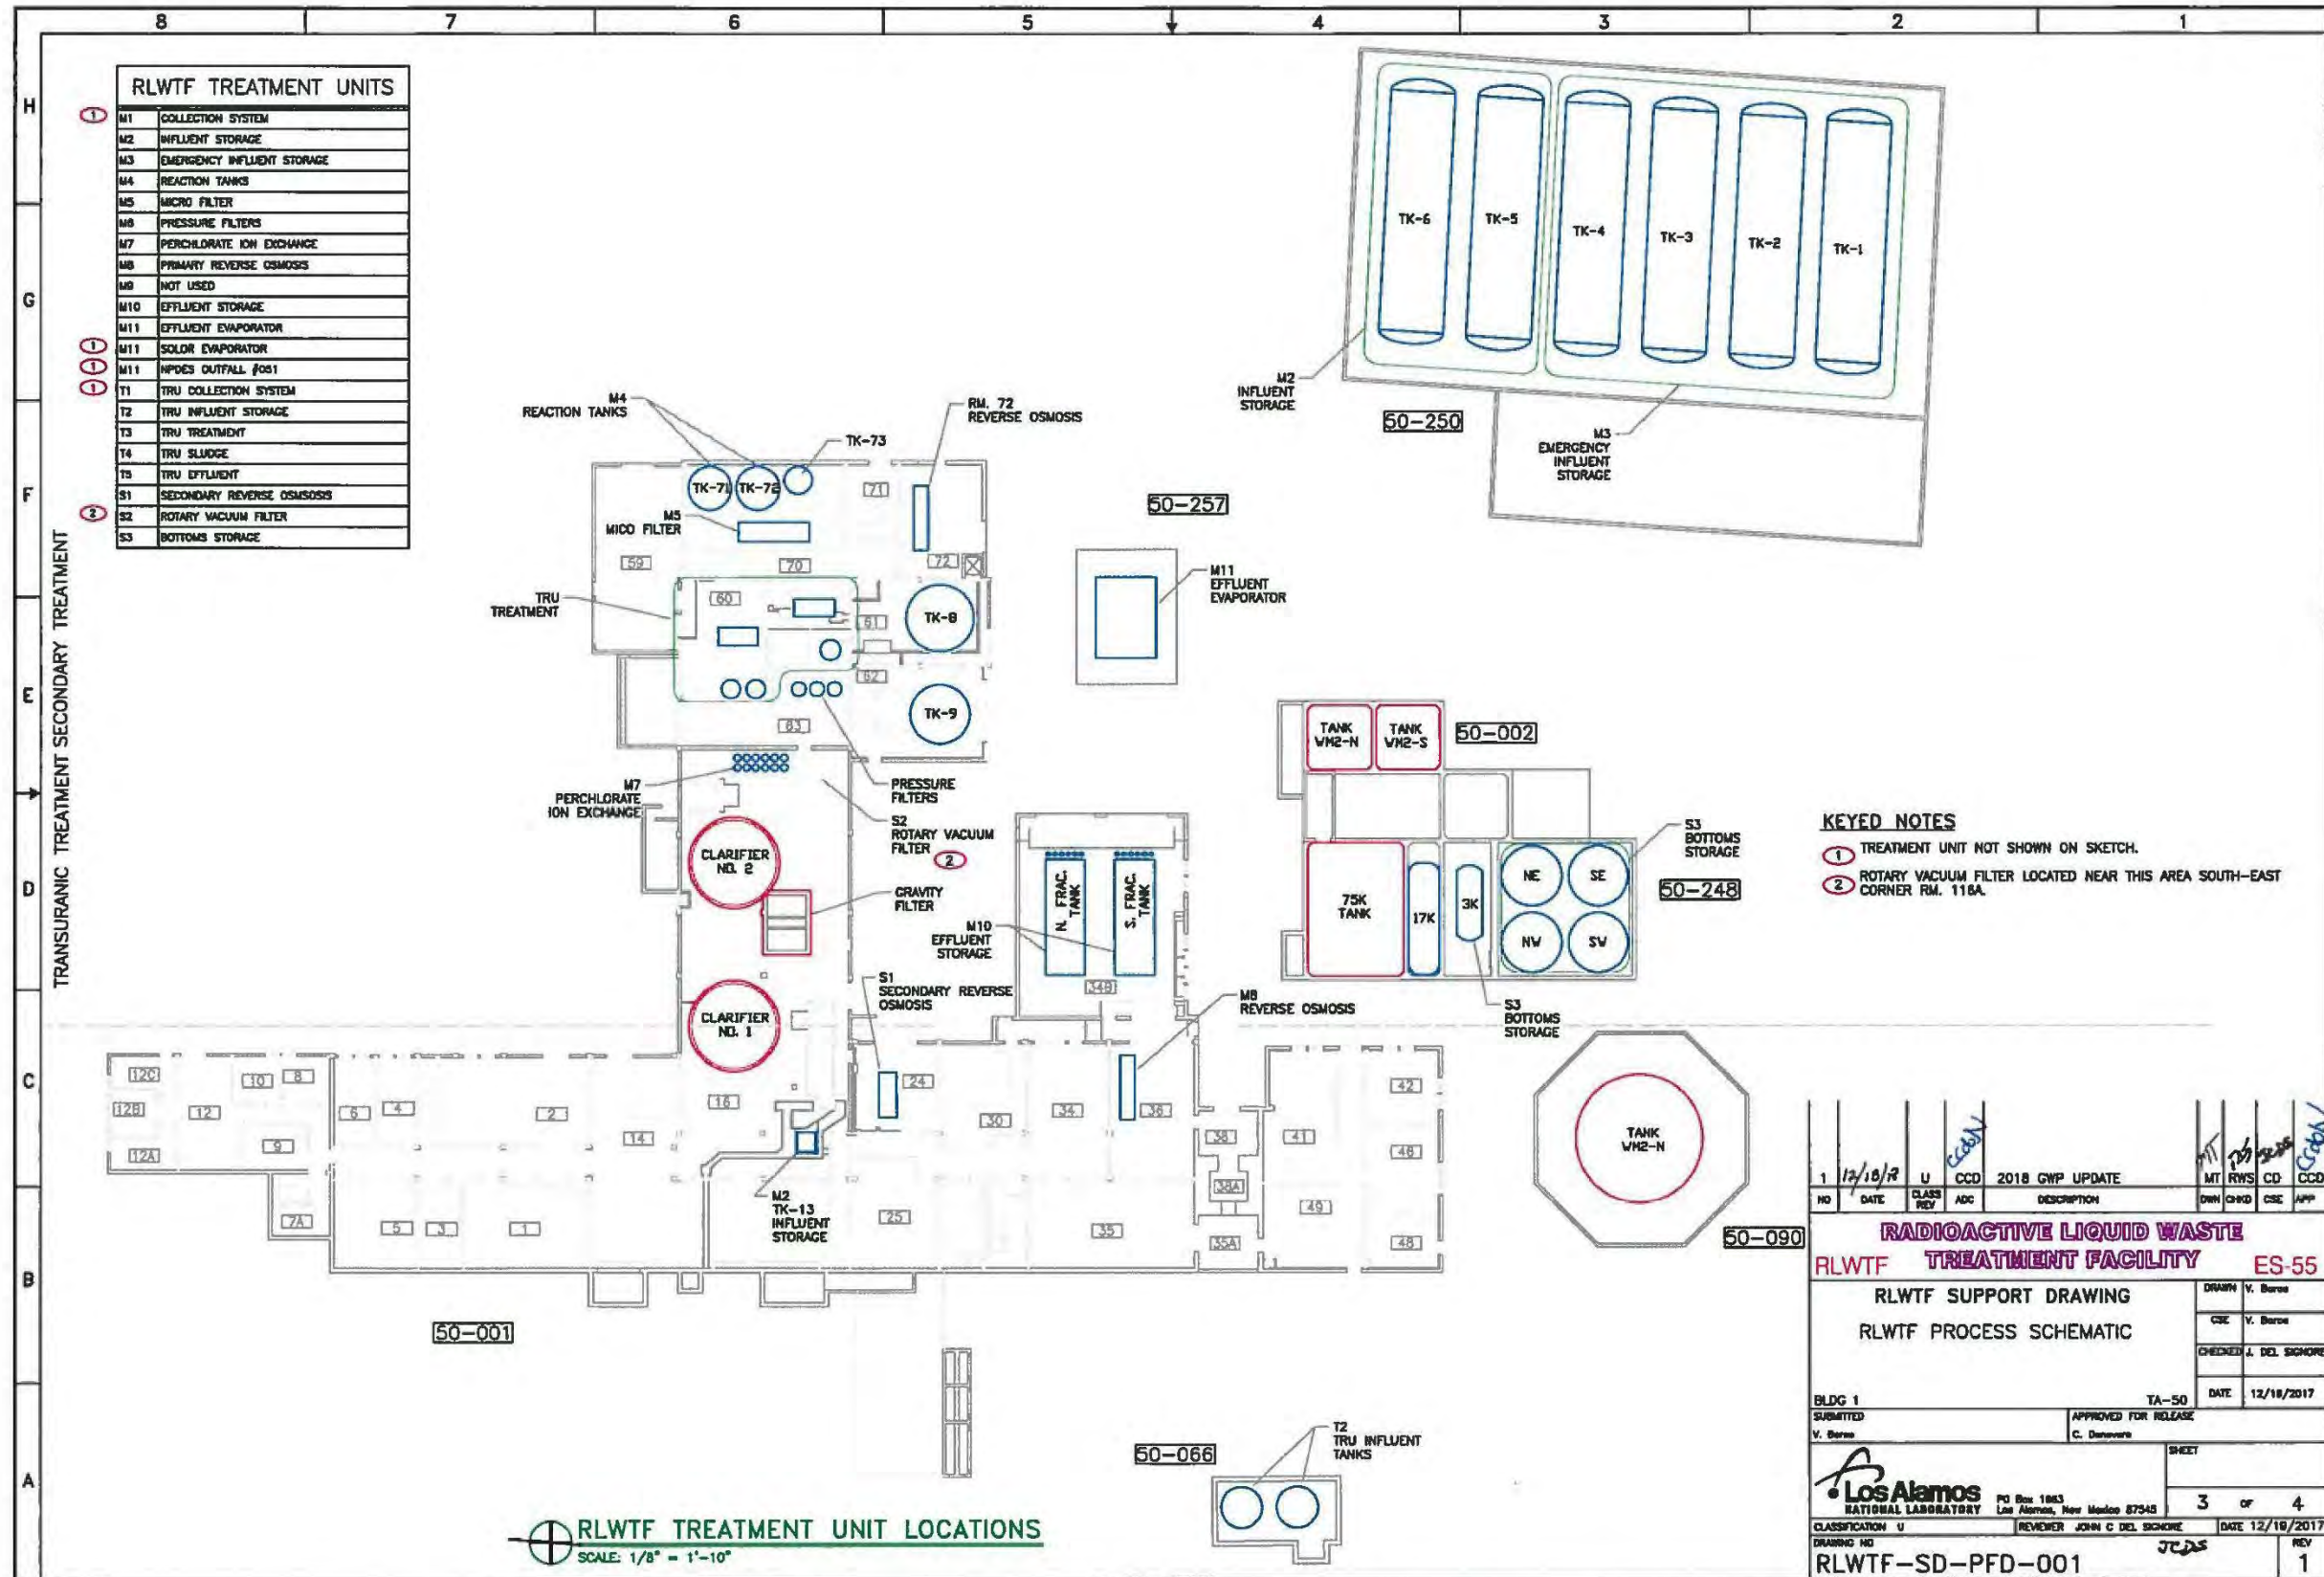 8 7 6 5 4 3 2 1
H
G
F
E
D
C
B
A
TRANSURANIC TREATMENT SECONDARY TREATMENT
RLWTF TREATMENT UNITS
1 M1 COLLECTION SYSTEM
M2 INFLUENT STORAGE
M3 EMERGENCY INFLUENT STORAGE
M4 REACTION TANKS
M5 MICRO FILTER
M6 PRESSURE FILTERS
M7 PERCHLORATE ION EXCHANGE
M8 PRIMARY REVERSE OSMOSIS
M9 NOT USED
M10 EFFLUENT STORAGE
M11 EFFLUENT EVAPORATOR
1 M11 SOLOR EVAPORATOR
1 M11 NPDES OUTFALL #051
1 T1 TRU COLLECTION SYSTEM
T2 TRU INFLUENT STORAGE
T3 TRU TREATMENT
T4 TRU SLUDGE
T5 TRU EFFLUENT
S1 SECONDARY REVERSE OSMSOSIS
2 S2 ROTARY VACUUM FILTER
S3 BOTTOMS STORAGE
TK-6
TK-5
TK-4
TK-3
TK-2
TK-1
M2
INFLUENT
STORAGE
50-250
M3
EMERGENCY
INFLUENT
STORAGE
M4
REACTION TANKS
TK-73
RM. 72
REVERSE OSMOSIS
TK-71
TK-72
71
M5
MICO FILTER
59
70
72
50-257
M11
EFFLUENT
EVAPORATOR
TRU
TREATMENT
60
61
TK-8
62
TK-9
63
M7
PERCHLORATE
ION EXCHANGE
PRESSURE
FILTERS
S2
ROTARY VACUUM
FILTER
2
CLARIFIER
NO. 2
GRAVITY
FILTER
N. FRAC.
TANK
S. FRAC.
TANK
M10
EFFLUENT
STORAGE
34B
TANK
WM2-N
TANK
WM2-S
50-002
S3
BOTTOMS
STORAGE
50-248
75K
TANK
17K
3K
NE
SE
NW
SW
S3
BOTTOMS
STORAGE
KEYED NOTES
1 TREATMENT UNIT NOT SHOWN ON SKETCH.
2 ROTARY VACUUM FILTER LOCATED NEAR THIS AREA SOUTH-EAST
CORNER RM. 116A.
CLARIFIER
NO. 1
S1
SECONDARY REVERSE
OSMOSIS
M8
REVERSE OSMOSIS
12C
10
8
12B
12
6
4
2
14
16
24
30
34
36
38
41
42
12A
9
46
38A
7A
5
3
1
25
35
35A
49
48
M2
TK-13
INFLUENT
STORAGE
TANK
WM2-N
50-090
50-001
50-066
T2
TRU INFLUENT
TANKS
RLWTF TREATMENT UNIT LOCATIONS
SCALE: 1/8" = 1'-10"
1 12/18/17 U CCD 2018 GWP UPDATE MT RWS CD CCD
NO DATE CLASS REV ADC DESCRIPTION DWN CHKD CSE APP
RADIOACTIVE LIQUID WASTE
TREATMENT FACILITY
RLWTF ES-55
RLWTF SUPPORT DRAWING
RLWTF PROCESS SCHEMATIC
DRAWN V.
CSE V.
CHECKED J. DEL SIGNORE
DATE 12/18/2017
BLDG 1 TA-50
SUBMITTED
V.
APPROVED FOR RELEASE
C.
Los Alamos
NATIONAL LABORATORY
PO Box 1663
Los Alamos, New Mexico 87545
SHEET
3 OF 4
CLASSIFICATION U
REVIEWER JOHN C DEL SIGNORE
DATE 12/19/2017
JCDS
DRAWING NO
RLWTF-SD-PFD-001
REV
1